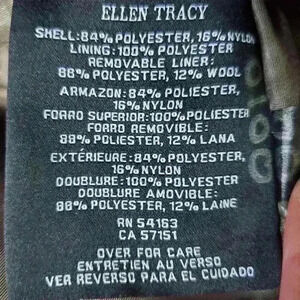 ELLEN TRACY
SHELL: 84% POLYESTER, 16% NYLON
LINING: 100% POLYESTER
REMOVABLE LINER:
88% POLYESTER, 12% WOOL
ARMAZON: 84% POLIESTER,
16% NYLON
FORRO SUPERIOR: 100% POLIESTER
FORRO REMOVIBLE:
88% POLIESTER, 12% LANA
EXTÉRIEURE: 84% POLYESTER,
16% NYLON
DOUBLURE: 100% POLYESTER
DOUBLURE AMOVIBLE:
88% POLYESTER, 12% LAINE
RN 54163
CA 57151
OVER FOR CARE
ENTRETIEN AU VERSO
VER REVERSO PARA EL CUIDADO